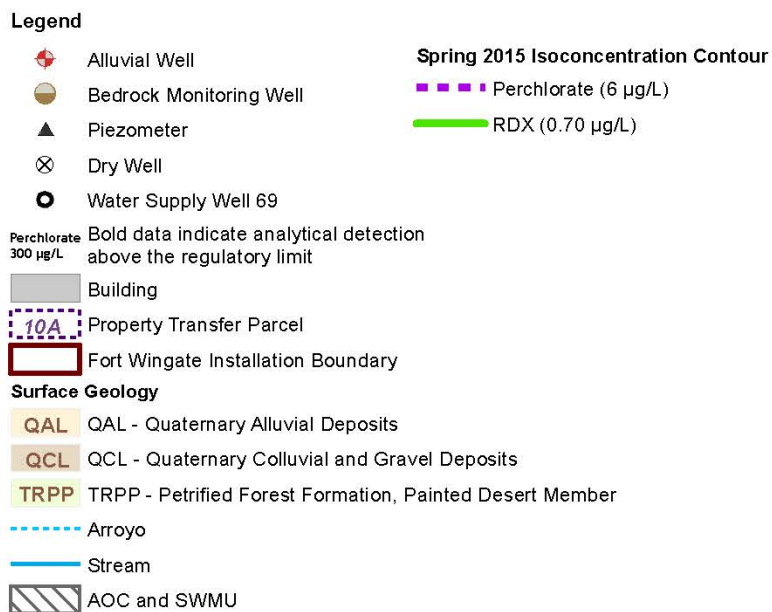 Legend
Alluvial Well
Bedrock Monitoring Well
Piezometer
Dry Well
Water Supply Well 69
Perchlorate
300 µg/L
Bold data indicate analytical detection
above the regulatory limit
Building
10A Property Transfer Parcel
Fort Wingate Installation Boundary
Surface Geology
QAL QAL - Quaternary Alluvial Deposits
QCL QCL - Quaternary Colluvial and Gravel Deposits
TRPP TRPP - Petrified Forest Formation, Painted Desert Member
Arroyo
Stream
AOC and SWMU
Spring 2015 Isoconcentration Contour
Perchlorate (6 µg/L)
RDX (0.70 µg/L)